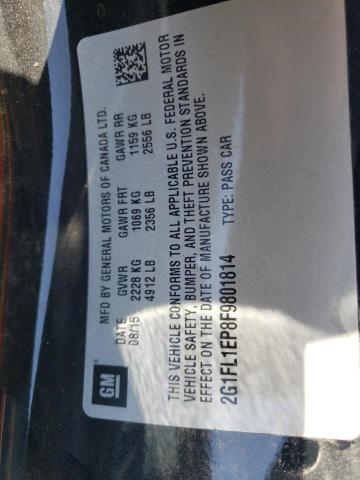 MFD BY GENERAL MOTORS OF CANADA LTD.
DATE GVWR GAWR FRT GAWR RR
08/15 2228 KG 1069 KG 1159 KG
4912 LB 2356 LB 2556 LB
THIS VEHICLE CONFORMS TO ALL APPLICABLE U.S. FEDERAL MOTOR
VEHICLE SAFETY, BUMPER, AND THEFT PREVENTION STANDARDS IN
EFFECT ON THE DATE OF MANUFACTURE SHOWN ABOVE.
2G1FL1EP8F9801814 TYPE: PASS CAR
GM